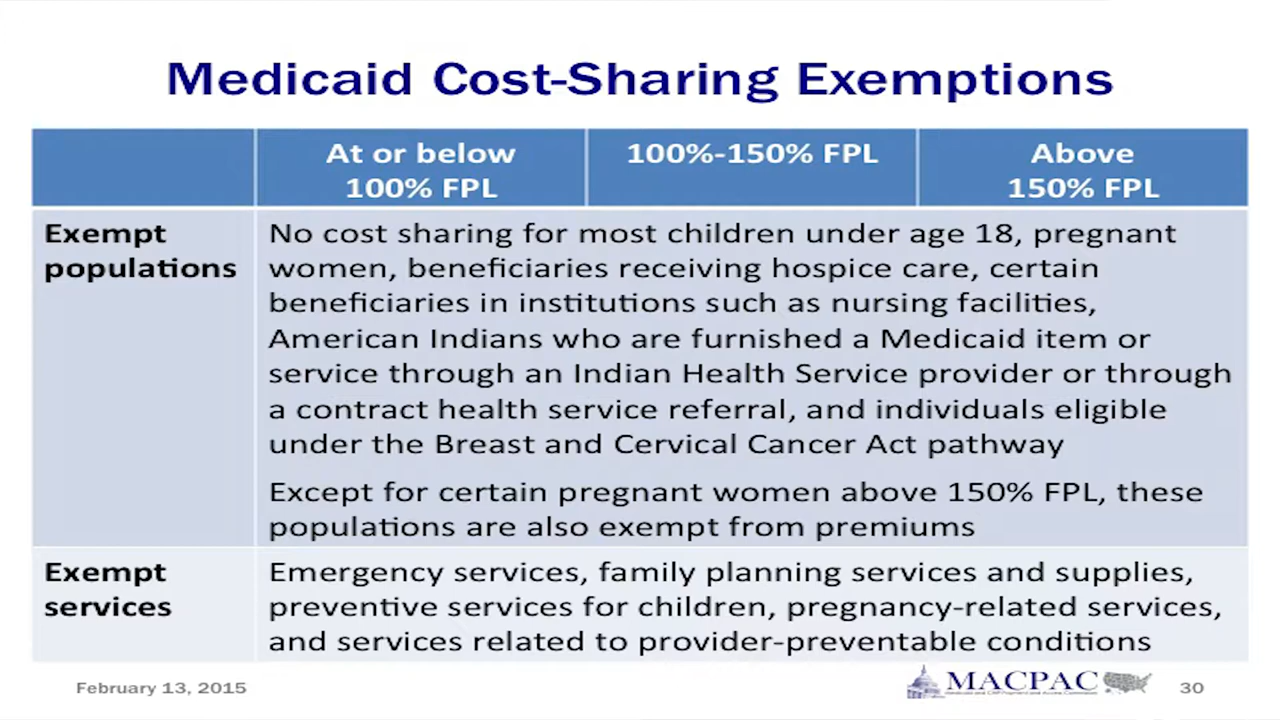 Medicaid Cost-Sharing Exemptions
At or below
100% FPL
100%-150% FPL
Above
150% FPL
Exempt
populations
No cost sharing for most children under age 18, pregnant
women, beneficiaries receiving hospice care, certain
beneficiaries in institutions such as nursing facilities,
American Indians who are furnished a Medicaid item or
service through an Indian Health Service provider or through
a contract health service referral, and individuals eligible
under the Breast and Cervical Cancer Act pathway
Except for certain pregnant women above 150% FPL, these
populations are also exempt from premiums
Exempt
services
Emergency services, family planning services and supplies,
preventive services for children, pregnancy-related services,
and services related to provider-preventable conditions
February 13, 2015
MACPAC
30